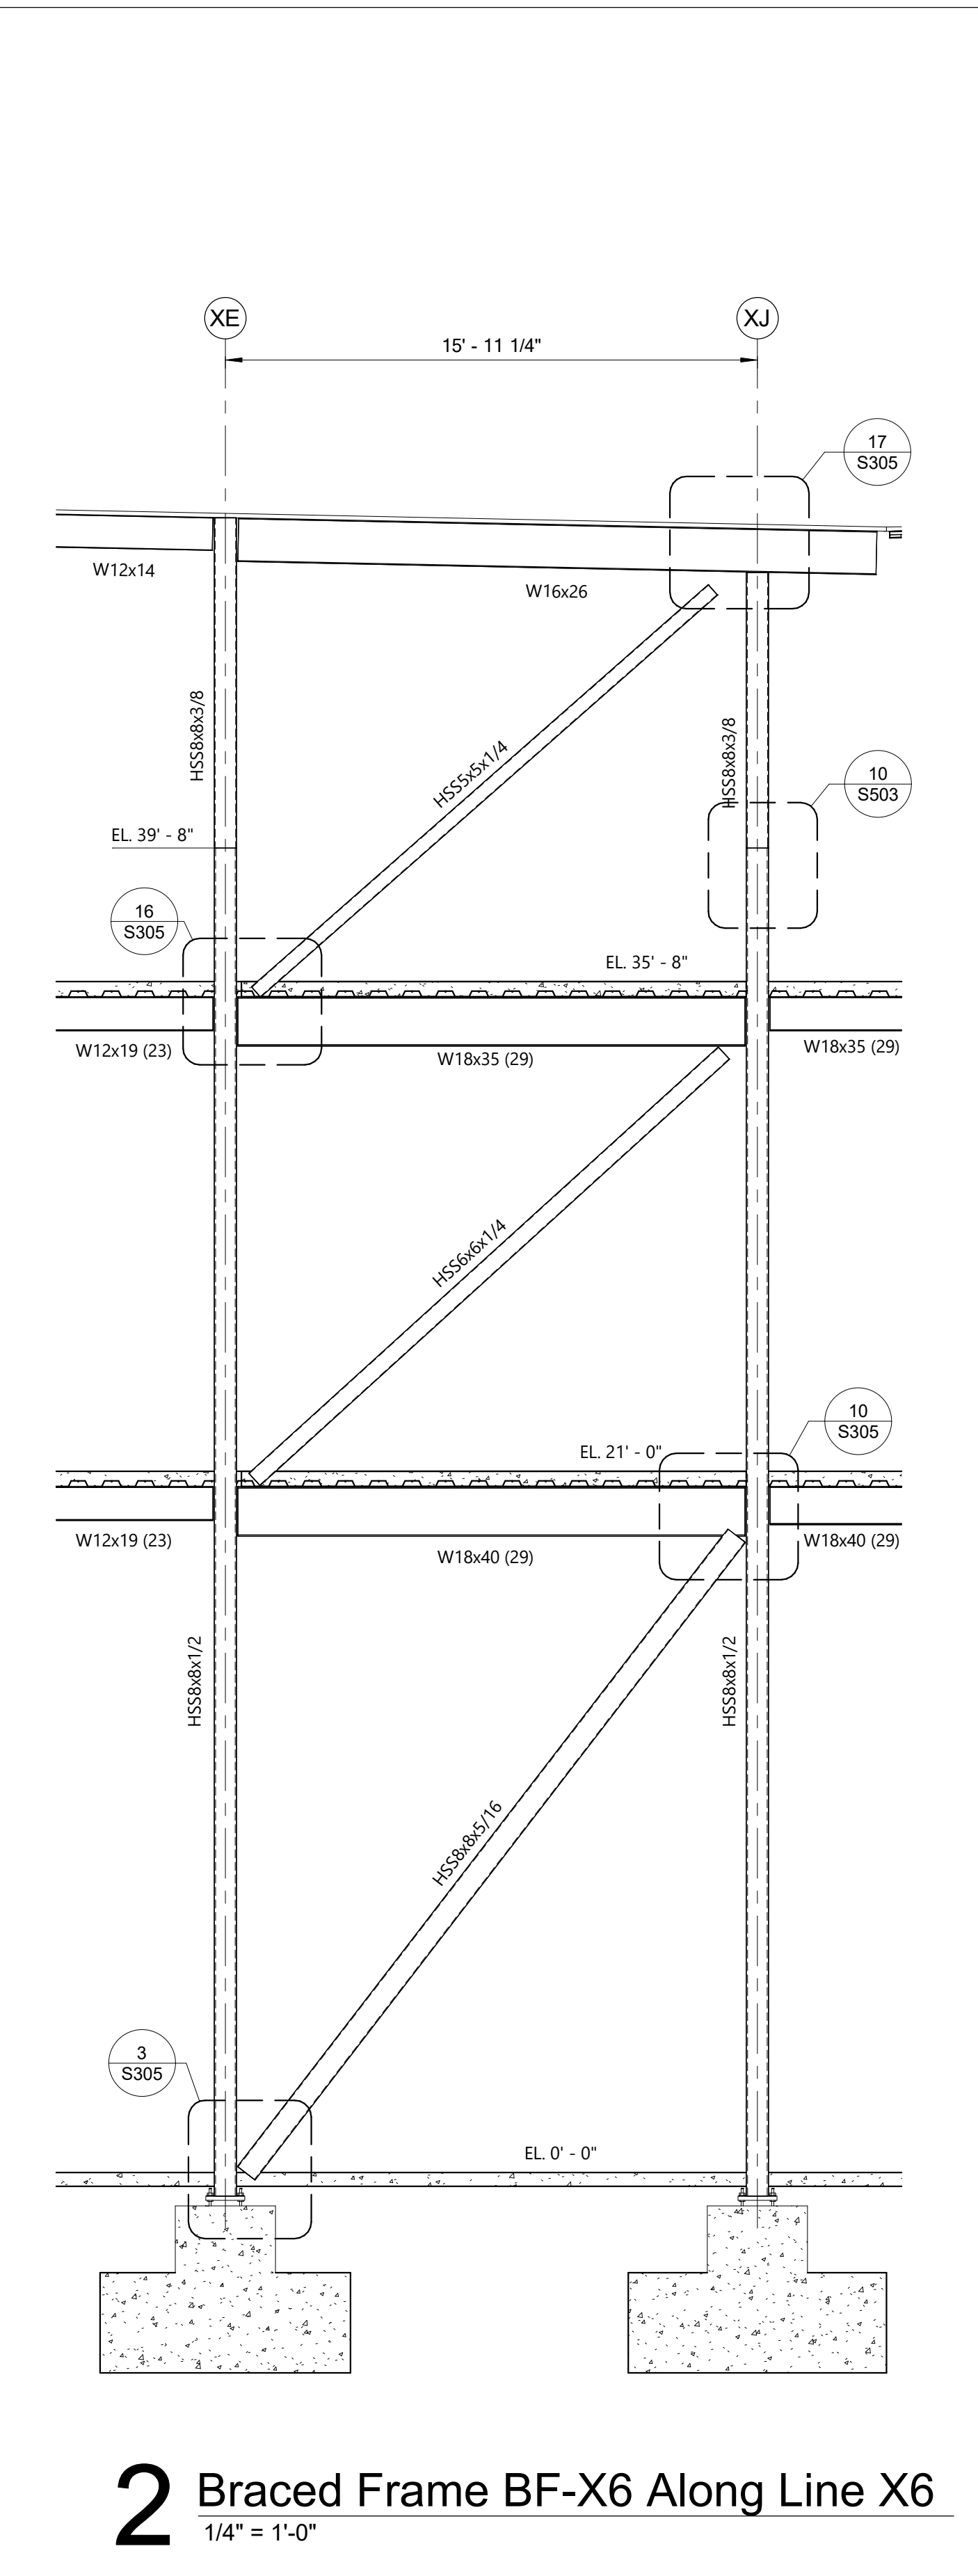 XE
XJ
15' - 11 1/4"
17
S305
W12x14
W16x26
HSS8x8x3/8
HSS8x8x3/8
HSS5x5x1/4
10
S503
EL. 39' - 8"
16
S305
EL. 35' - 8"
W12x19 (23)
W18x35 (29)
W18x35 (29)
HSS6x6x1/4
10
S305
EL. 21' - 0"
W12x19 (23)
W18x40 (29)
W18x40 (29)
HSS8x8x1/2
HSS8x8x1/2
HSS8x8x5/16
3
S305
EL. 0' - 0"
2
Braced Frame BF-X6 Along Line X6
1/4" = 1'-0"